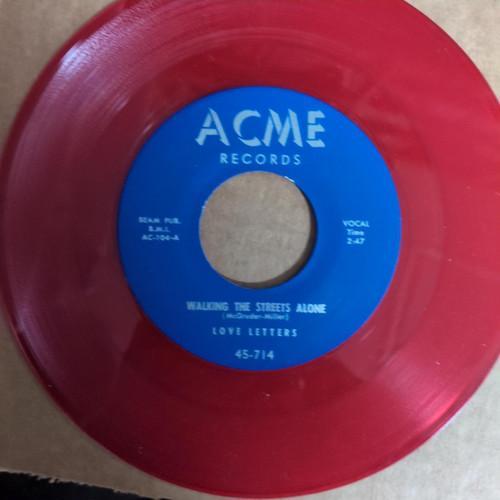 ACME
RECORDS
BEAM PUB.
B.M.I.
AC-104-A
VOCAL
Time
2:47
WALKING THE STREETS ALONE
(McGruder-Miller)
LOVE LETTERS
45-714